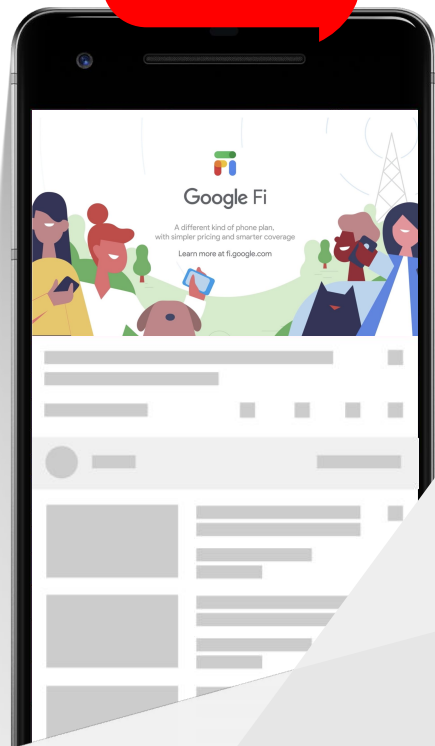 Google Fi
A different kind of phone plan,
with simpler pricing and smarter coverage
Learn more at fi.google.com